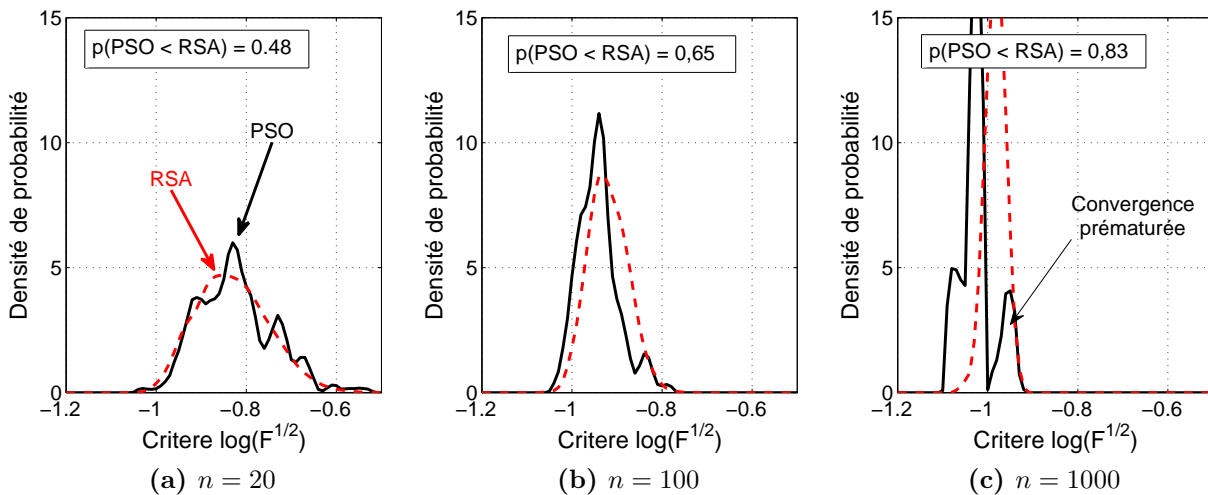 p(PSO < RSA) = 0.48
PSO
RSA
Densité de probabilité
15
10
5
0
−1.2
−1
−0.8
−0.6
Critere log(F^{1/2})
(a) n = 20
p(PSO < RSA) = 0,65
Densité de probabilité
15
10
5
0
−1.2
−1
−0.8
−0.6
Critere log(F^{1/2})
(b) n = 100
p(PSO < RSA) = 0,83
Convergence
prématurée
Densité de probabilité
15
10
5
0
−1.2
−1
−0.8
−0.6
Critere log(F^{1/2})
(c) n = 1000